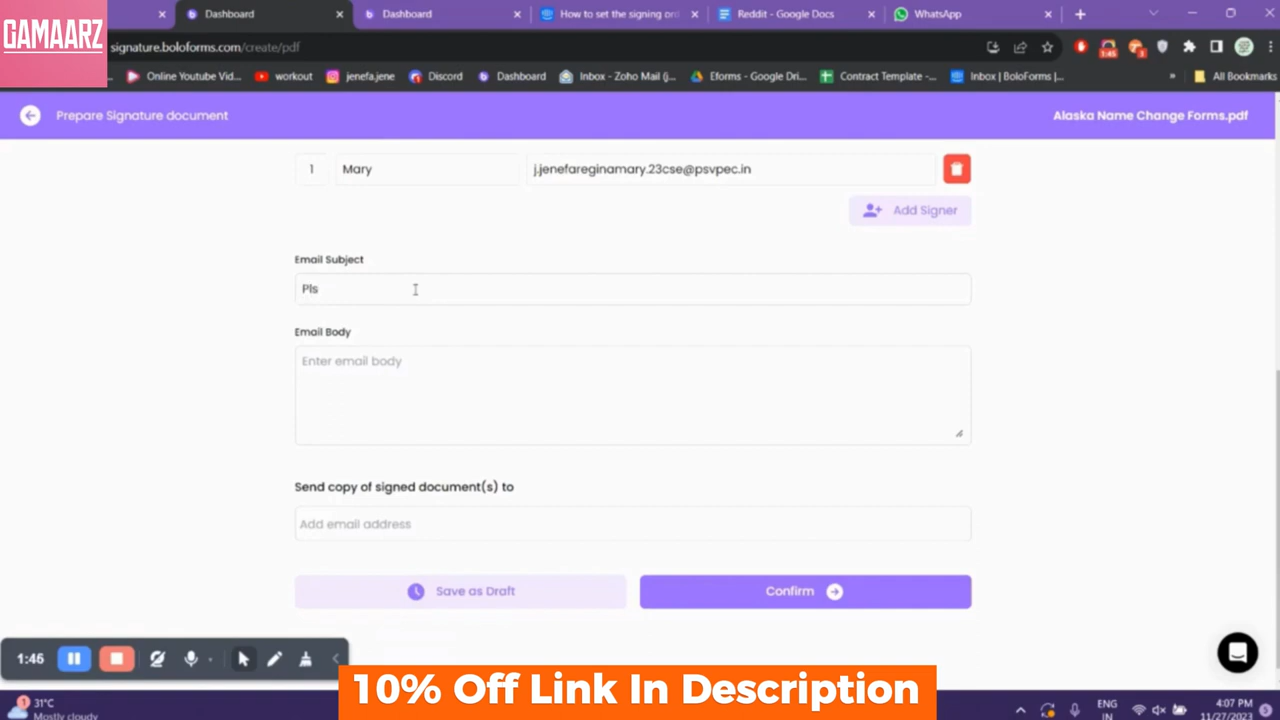 GAMAARZ
Dashboard
Dashboard
How to set the signing ord
Reddit - Google Docs
WhatsApp
signature.boloforms.com/create/pdf
1:45
Online Youtube Vid...
workout
jenefa.jene
Discord
Dashboard
Inbox - Zoho Mail (j...
Eforms - Google Dri...
Contract Template -...
Inbox | BoloForms |...
»
All Bookmarks
Prepare Signature document
Alaska Name Change Forms.pdf
1
Mary
j.jenefareginamary.23cse@psvpec.in
Add Signer
Email Subject
Pls
Email Body
Enter email body
Send copy of signed document(s) to
Add email address
Save as Draft
Confirm
1:46
10% Off Link In Description
1
31°C
Mostly cloudy
ENG
IN
4:07 PM
11/27/2023